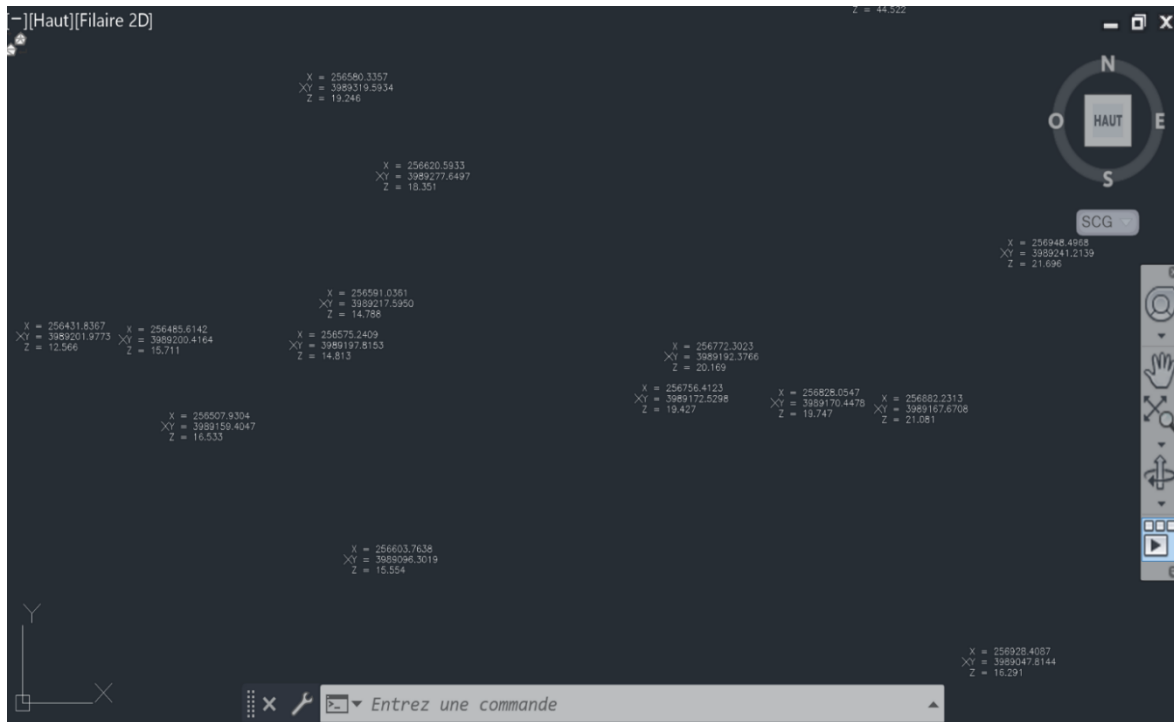 [−][Haut][Filaire 2D]
Z = 44.522
X = 256580.3357
Y = 3989319.5934
Z = 19.246
N
O
HAUT
E
S
X = 256620.5933
Y = 3989277.6497
Z = 18.351
SCG
X = 256948.4968
Y = 3989241.2139
Z = 21.696
X = 256591.0361
Y = 3989217.5950
Z = 14.788
X = 256431.8367
Y = 3989201.9773
Z = 12.566
X = 256485.6142
Y = 3989200.4164
Z = 15.711
X = 256575.2409
Y = 3989197.8153
Z = 14.813
X = 256772.3023
Y = 3989192.3766
Z = 20.169
X = 256756.4123
Y = 3989172.5298
Z = 19.427
X = 256828.0547
Y = 3989170.4478
Z = 19.747
X = 256882.2313
Y = 3989167.6708
Z = 21.081
X = 256507.9304
Y = 3989159.4047
Z = 16.533
X = 256603.7638
Y = 3989096.3019
Z = 15.554
X = 256928.4087
Y = 3989047.8144
Z = 16.291
Y
X
Entrez une commande